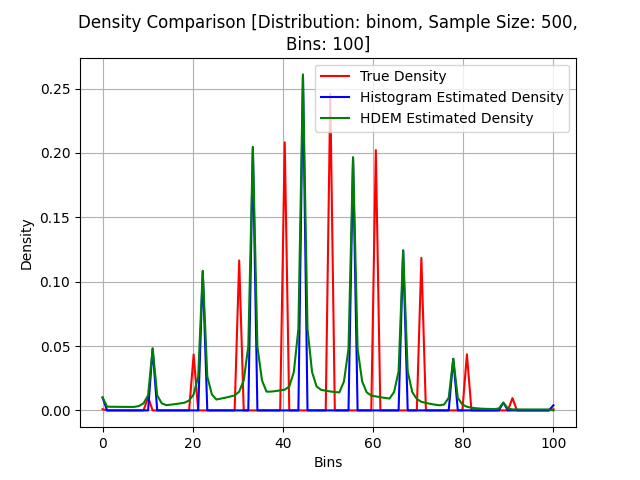 Density Comparison [Distribution: binom, Sample Size: 500,
Bins: 100]
True Density
Histogram Estimated Density
HDEM Estimated Density
0.25
0.20
0.15
0.10
0.05
0.00
Density
0 20 40 60 80 100
Bins